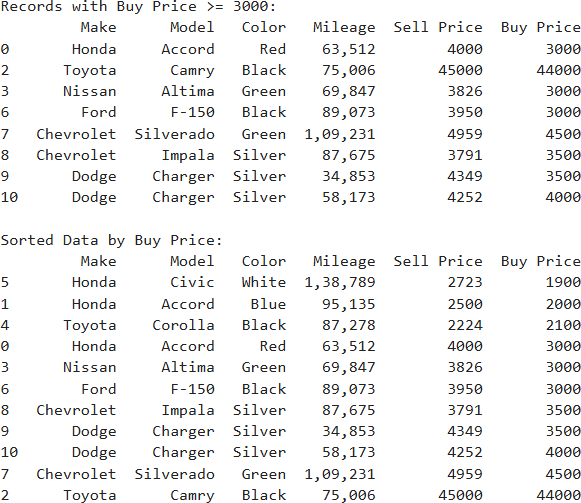 Records with Buy Price >= 3000:
Make Model Color Mileage Sell Price Buy Price
0 Honda Accord Red 63,512 4000 3000
2 Toyota Camry Black 75,006 45000 44000
3 Nissan Altima Green 69,847 3826 3000
6 Ford F-150 Black 89,073 3950 3000
7 Chevrolet Silverado Green 1,09,231 4959 4500
8 Chevrolet Impala Silver 87,675 3791 3500
9 Dodge Charger Silver 34,853 4349 3500
10 Dodge Charger Silver 58,173 4252 4000
Sorted Data by Buy Price:
Make Model Color Mileage Sell Price Buy Price
5 Honda Civic White 1,38,789 2723 1900
1 Honda Accord Blue 95,135 2500 2000
4 Toyota Corolla Black 87,278 2224 2100
0 Honda Accord Red 63,512 4000 3000
3 Nissan Altima Green 69,847 3826 3000
6 Ford F-150 Black 89,073 3950 3000
8 Chevrolet Impala Silver 87,675 3791 3500
9 Dodge Charger Silver 34,853 4349 3500
10 Dodge Charger Silver 58,173 4252 4000
7 Chevrolet Silverado Green 1,09,231 4959 4500
2 Toyota Camry Black 75,006 45000 44000